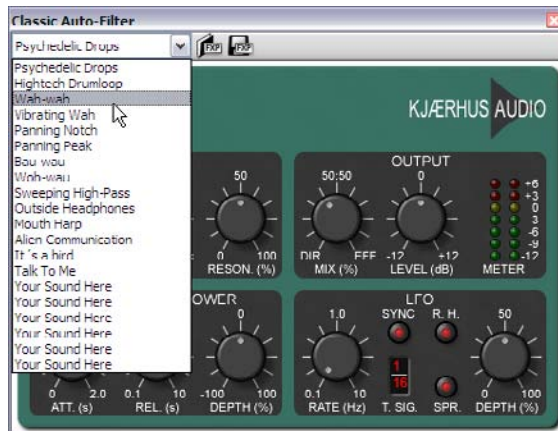 Classic Auto-Filter
Psychedelic Drops
FXP FXP
Psychedelic Drops
Hightech Drumloop
Wah-wah
Vibrating Wah
Panning Notch
Panning Peak
Bau wau
Woh-wau
Sweeping High-Pass
Outside Headphones
Mouth Harp
Alien Communication
It´s a bird
Talk To Me
Your Sound Here
Your Sound Here
Your Sound Here
Your Sound Here
Your Sound Here
Your Sound Here
KJÆRHUS AUDIO
50
0 100
RESON. (%)
OUTPUT
50:50 0
DIR EFF -12 +12
MIX (%) LEVEL (dB) METER
+6
+3
0
-3
-6
-9
-12
OWER
0
0 2.0 0.1 10 -100 100
ATT. (s) REL. (s) DEPTH (%)
LFO
1.0 SYNC R. H. 50
1
16
0.1 10 0 100
RATE (Hz) T. SIG. SPR. DEPTH (%)